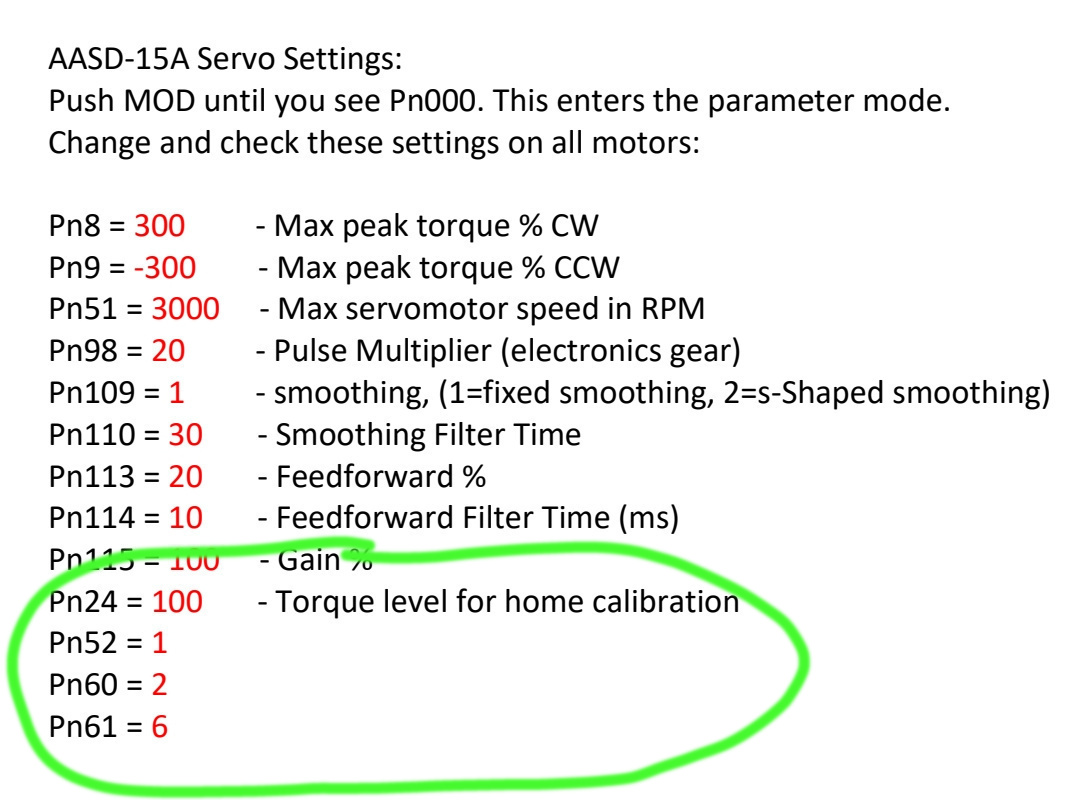 AASD-15A Servo Settings:
Push MOD until you see Pn000. This enters the parameter mode.
Change and check these settings on all motors:
Pn8 = 300 - Max peak torque % CW
Pn9 = -300 - Max peak torque % CCW
Pn51 = 3000 - Max servomotor speed in RPM
Pn98 = 20 - Pulse Multiplier (electronics gear)
Pn109 = 1 - smoothing, (1=fixed smoothing, 2=s-Shaped smoothing)
Pn110 = 30 - Smoothing Filter Time
Pn113 = 20 - Feedforward %
Pn114 = 10 - Feedforward Filter Time (ms)
Pn115 = 100 - Gain %
Pn24 = 100 - Torque level for home calibration
Pn52 = 1
Pn60 = 2
Pn61 = 6